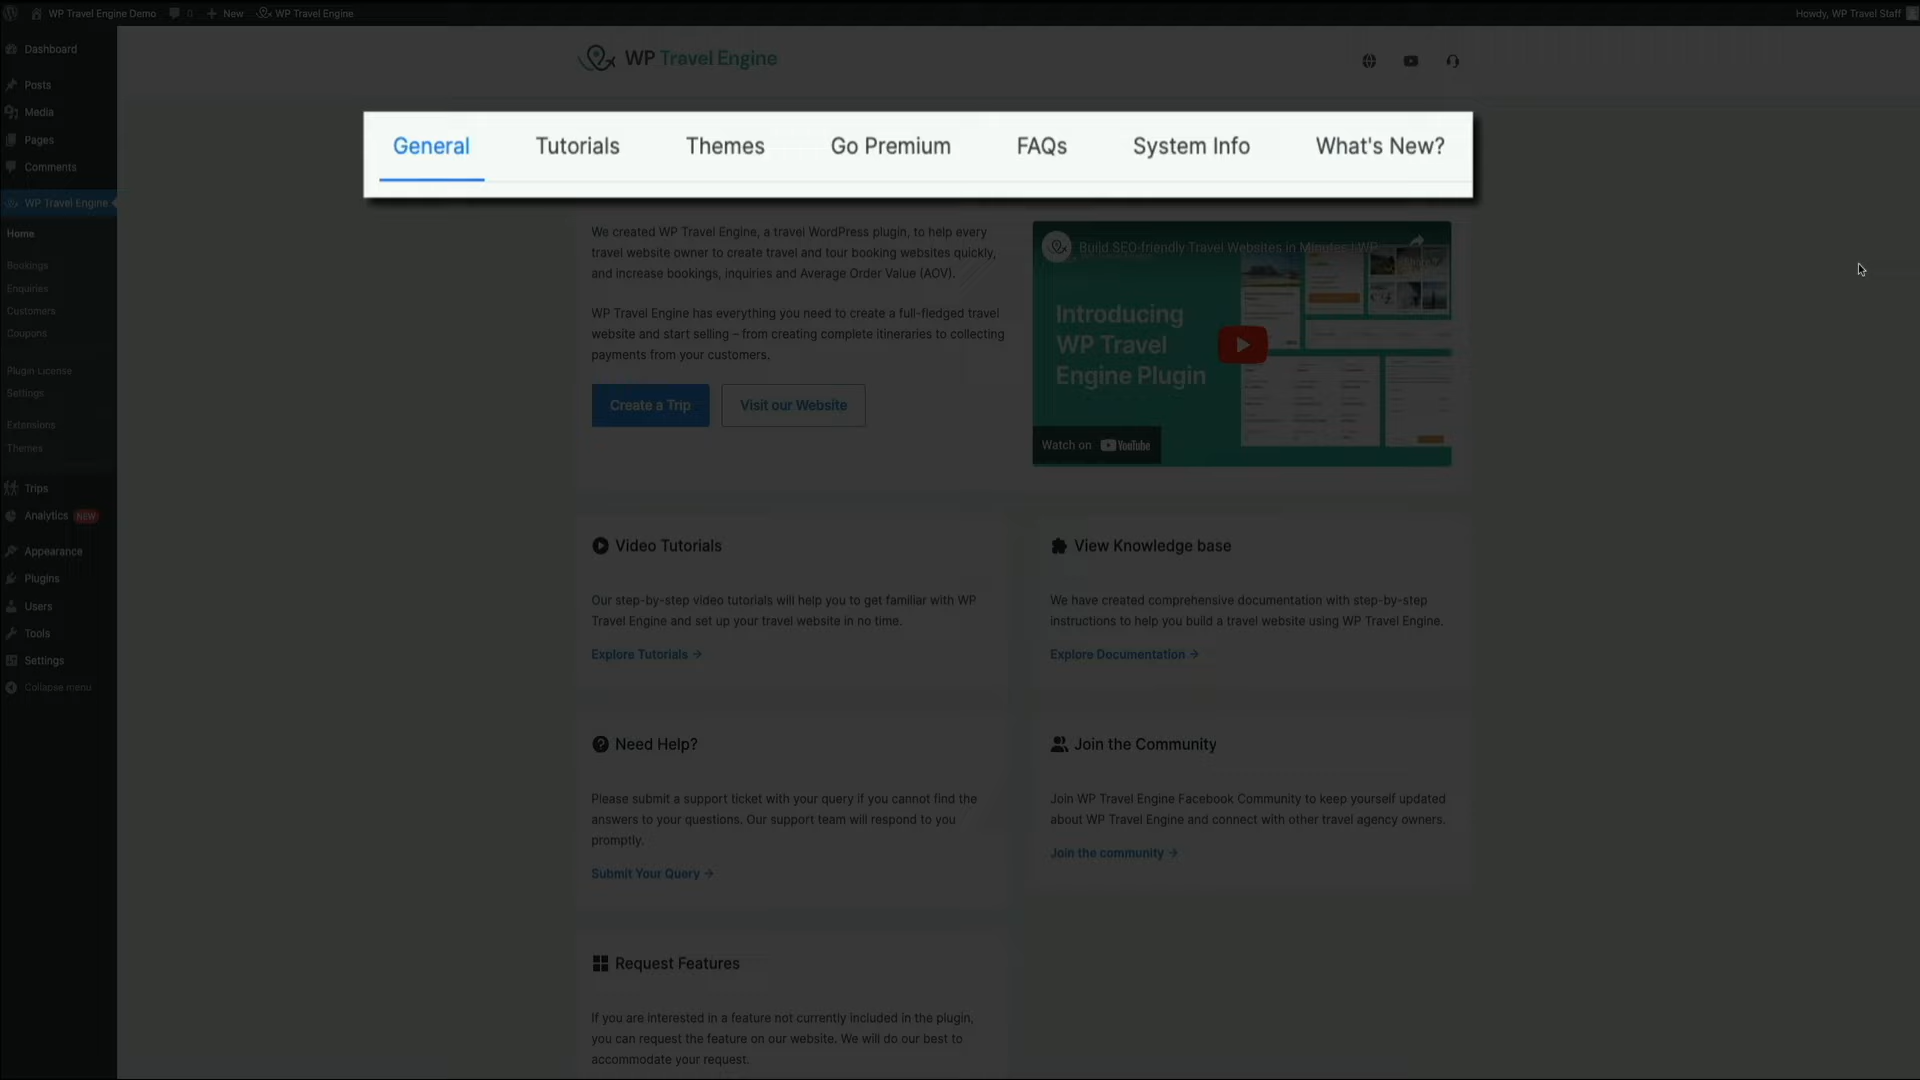 WP Travel Engine Demo 0 New WP Travel Engine Howdy, WP Travel Staff
Dashboard
Posts
Media
Pages
Comments
WP Travel Engine
Home
Bookings
Enquiries
Customers
Coupons
Plugin License
Settings
Extensions
Themes
Trips
Analytics NEW
Appearance
Plugins
Users
Tools
Settings
Collapse menu
WP Travel Engine
General Tutorials Themes Go Premium FAQs System Info What's New?
We created WP Travel Engine, a travel WordPress plugin, to help every
travel website owner to create travel and tour booking websites quickly,
and increase bookings, inquiries and Average Order Value (AOV).
WP Travel Engine has everything you need to create a full-fledged travel
website and start selling – from creating complete itineraries to collecting
payments from your customers.
Create a Trip Visit our Website
Build SEO-friendly Travel Websites in Minutes | WP
Introducing
WP Travel
Engine Plugin
Watch on YouTube
Video Tutorials
Our step-by-step video tutorials will help you to get familiar with WP
Travel Engine and set up your travel website in no time.
Explore Tutorials →
View Knowledge base
We have created comprehensive documentation with step-by-step
instructions to help you build a travel website using WP Travel Engine.
Explore Documentation →
Need Help?
Please submit a support ticket with your query if you cannot find the
answers to your questions. Our support team will respond to you
promptly.
Submit Your Query →
Join the Community
Join WP Travel Engine Facebook Community to keep yourself updated
about WP Travel Engine and connect with other travel agency owners.
Join the community →
Request Features
If you are interested in a feature not currently included in the plugin,
you can request the feature on our website. We will do our best to
accommodate your request.